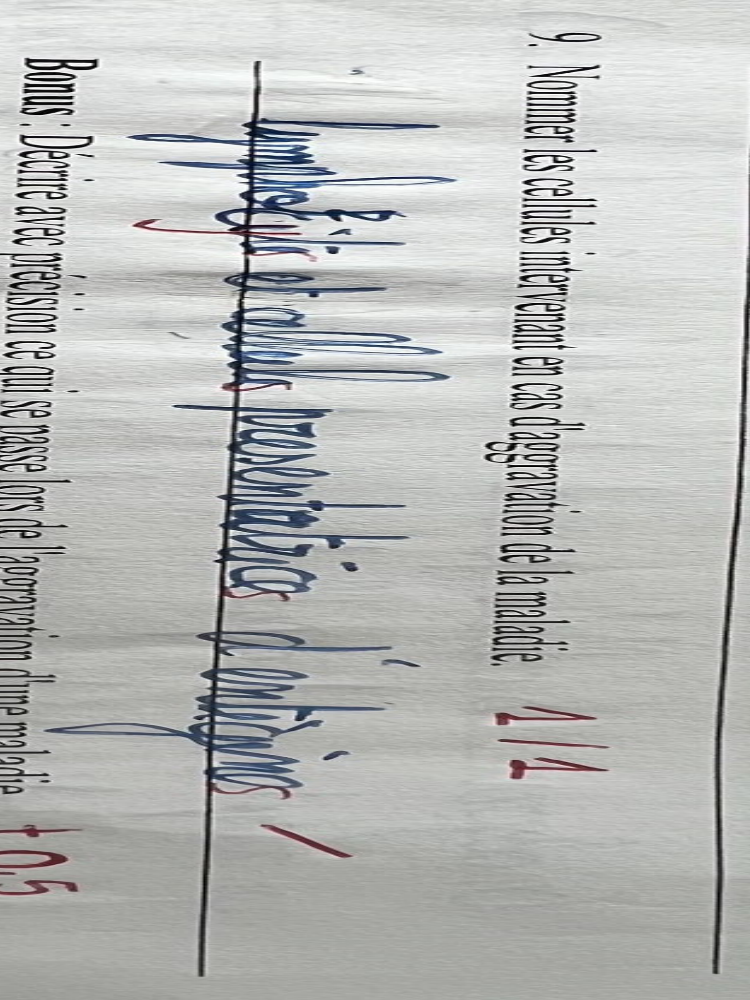 9. Nommer les cellules intervenant en cas d'aggravation de la maladie. 1/1
Lymphocytes et cellules présentatrices d'antigènes /
Bonus : Décrire avec précision ce qui se passe lors de l'aggravation d'une maladie +0.5